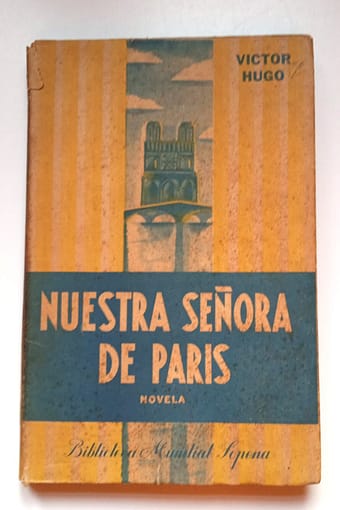 VICTOR
HUGO
NUESTRA SEÑORA
DE PARIS
NOVELA
Biblioteca Mundial Sopena